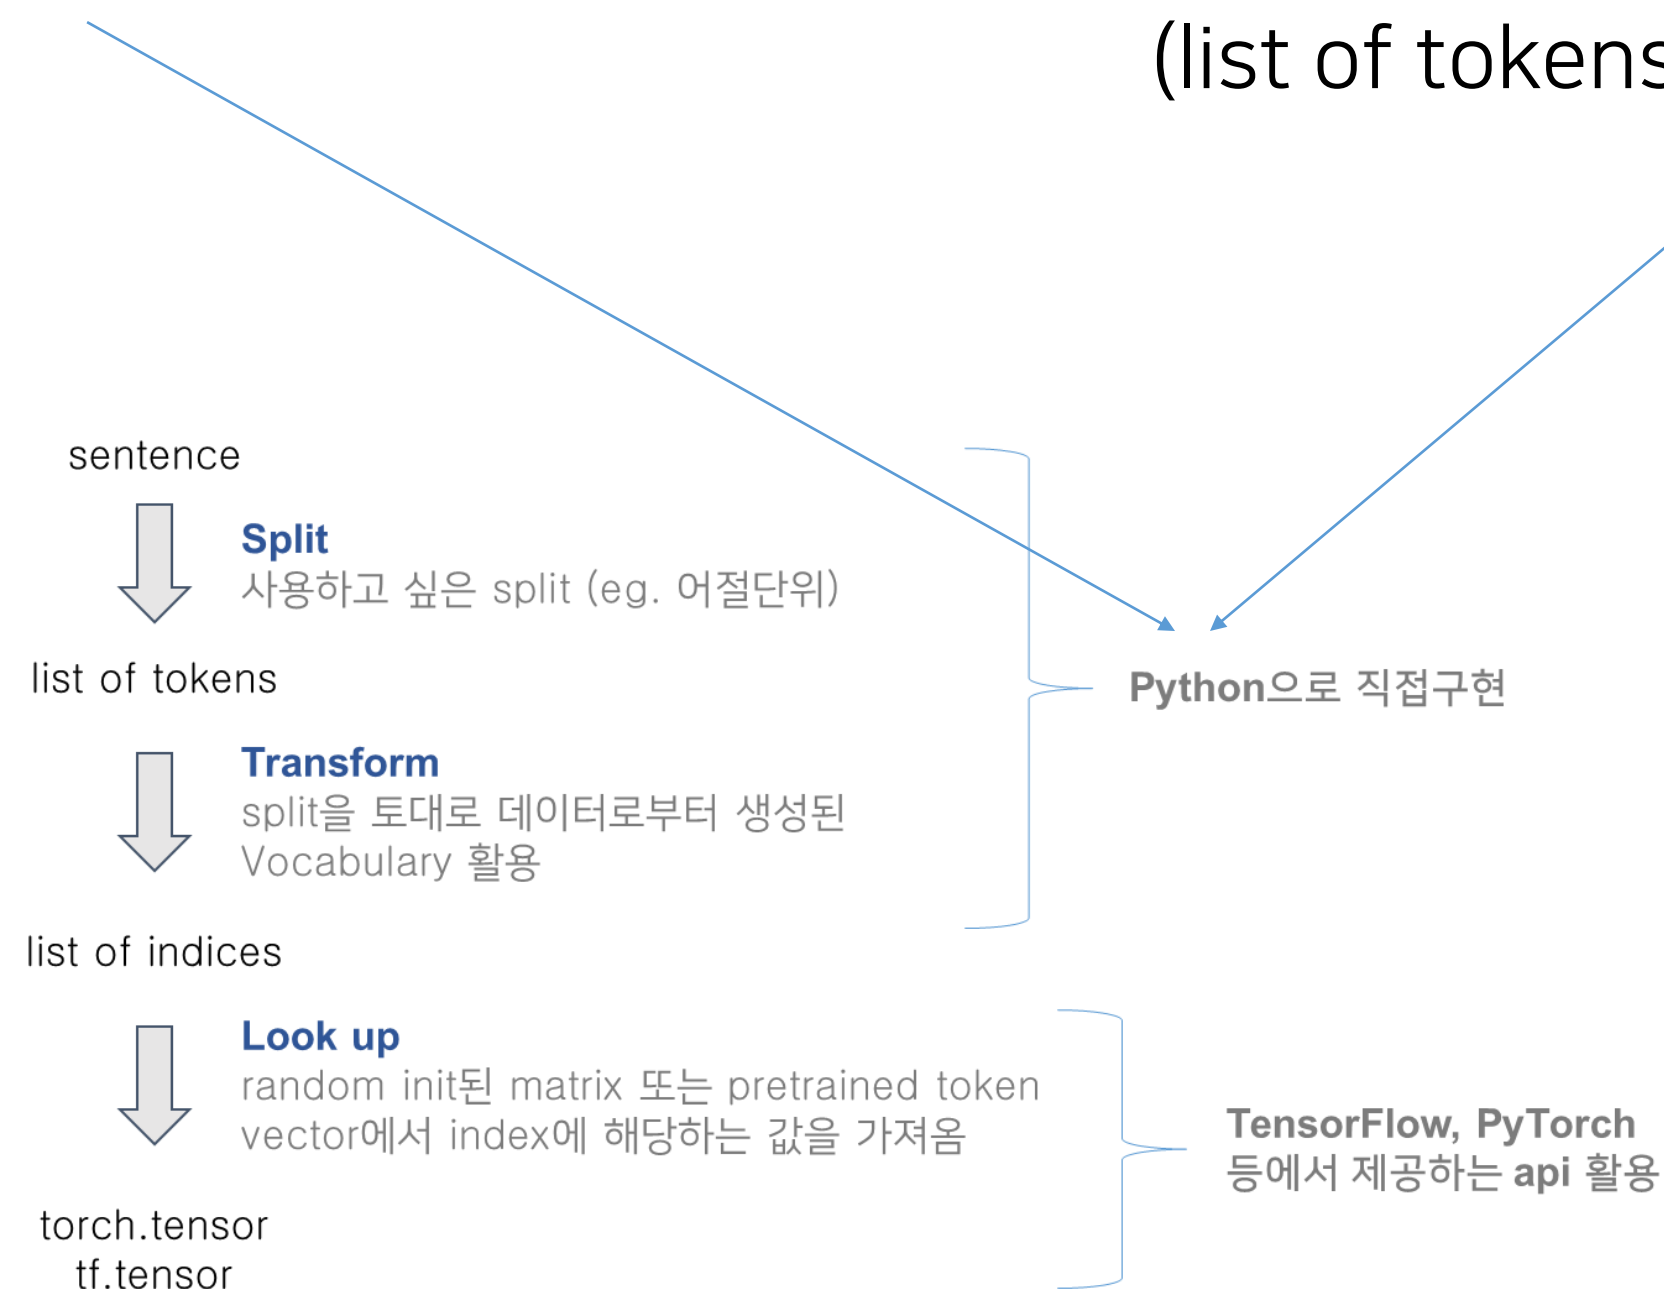 (list of tokens
sentence
Split
사용하고 싶은 split (eg. 어절단위)
list of tokens
Python으로 직접구현
Transform
split을 토대로 데이터로부터 생성된
Vocabulary 활용
list of indices
Look up
random init된 matrix 또는 pretrained token
vector에서 index에 해당하는 값을 가져옴
TensorFlow, PyTorch
등에서 제공하는 api 활용
torch.tensor
tf.tensor